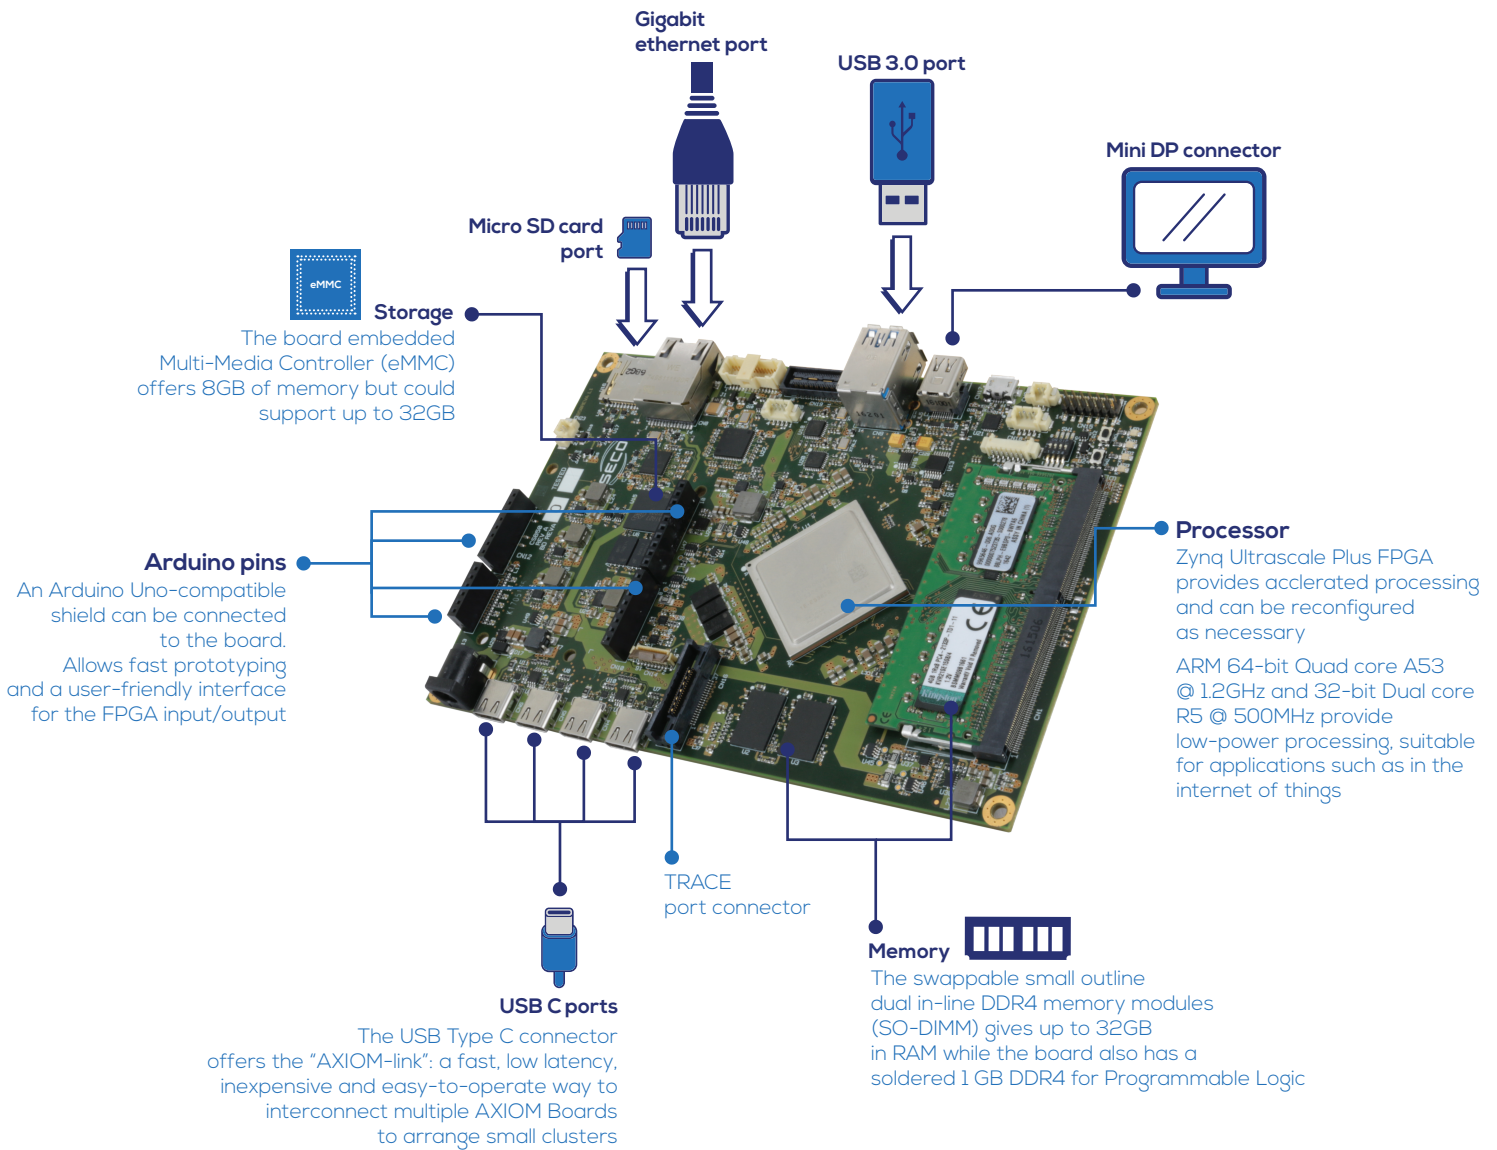 Gigabit
ethernet port
USB 3.0 port
Mini DP connector
Micro SD card
port
eMMC
Storage
The board embedded
Multi-Media Controller (eMMC)
offers 8GB of memory but could
support up to 32GB
Arduino pins
An Arduino Uno-compatible
shield can be connected
to the board.
Allows fast prototyping
and a user-friendly interface
for the FPGA input/output
Processor
Zynq Ultrascale Plus FPGA
provides acclerated processing
and can be reconfigured
as necessary
ARM 64-bit Quad core A53
@ 1.2GHz and 32-bit Dual core
R5 @ 500MHz provide
low-power processing, suitable
for applications such as in the
internet of things
SECO
TESTED
CN12
161506
CN1
Kingston
U2
U3
TRACE
port connector
Memory
The swappable small outline
dual in-line DDR4 memory modules
(SO-DIMM) gives up to 32GB
in RAM while the board also has a
soldered 1 GB DDR4 for Programmable Logic
USB C ports
The USB Type C connector
offers the “AXIOM-link”: a fast, low latency,
inexpensive and easy-to-operate way to
interconnect multiple AXIOM Boards
to arrange small clusters